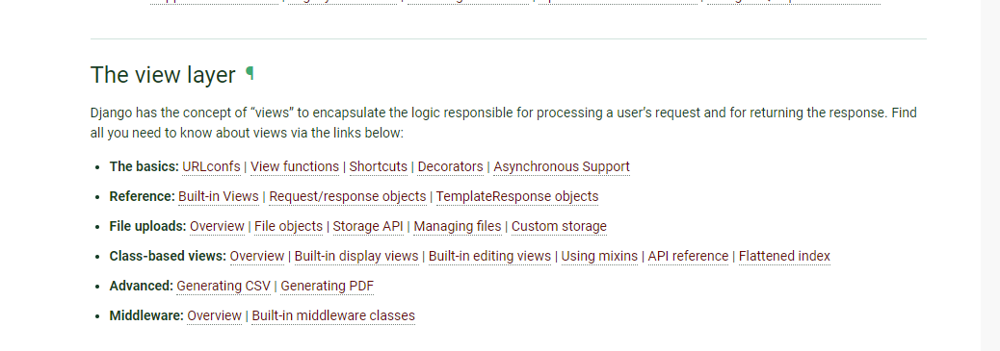 The view layer ¶
Django has the concept of “views” to encapsulate the logic responsible for processing a user’s request and for returning the response. Find
all you need to know about views via the links below:
• The basics: URLconfs | View functions | Shortcuts | Decorators | Asynchronous Support
• Reference: Built-in Views | Request/response objects | TemplateResponse objects
• File uploads: Overview | File objects | Storage API | Managing files | Custom storage
• Class-based views: Overview | Built-in display views | Built-in editing views | Using mixins | API reference | Flattened index
• Advanced: Generating CSV | Generating PDF
• Middleware: Overview | Built-in middleware classes